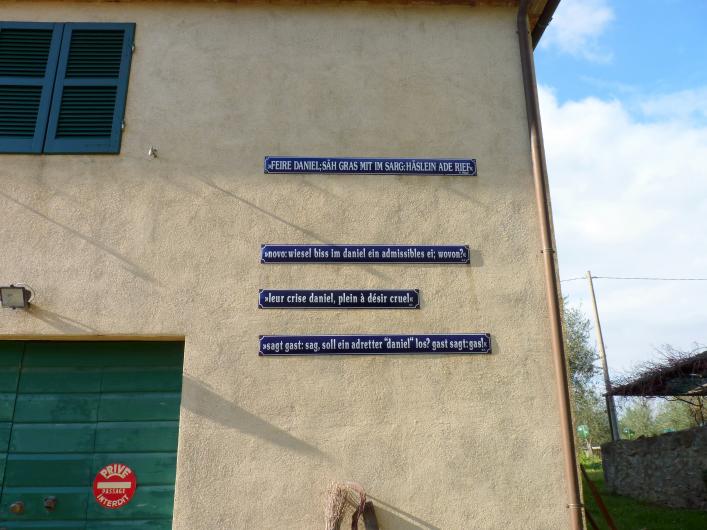 »FEIRE DANIEL; SÄH GRAS MIT IM SARG: HÄSLEIN ADE RIEF«
»novo: wiesel biss im daniel ein admissibles ei; wovon?«
»leur crise daniel, plein à désir cruel«
»sagt gast: sag, soll ein adretter "daniel" los? gast sagt: gas!«
PRIVÉ
PASSAGE
INTERDIT